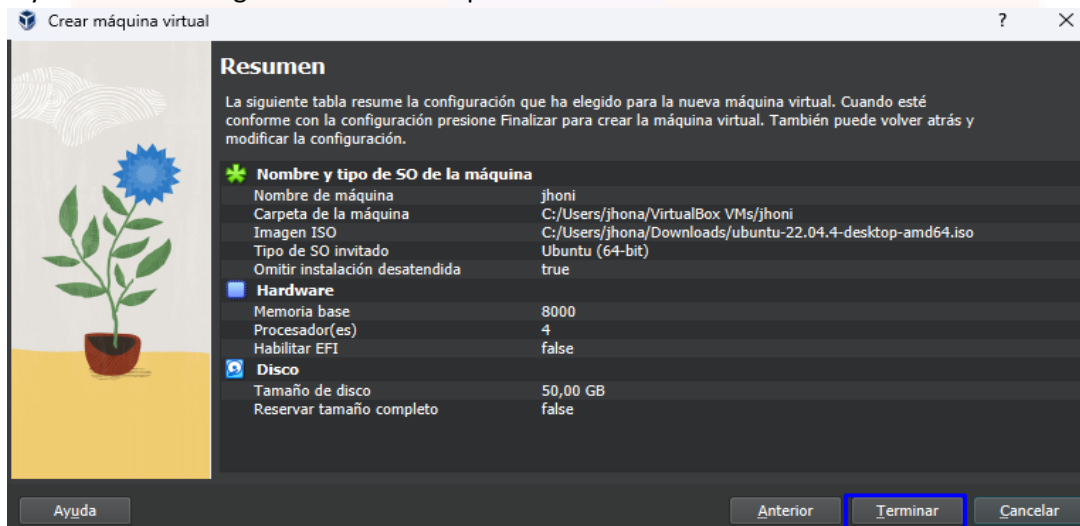 Crear máquina virtual
?
Resumen
La siguiente tabla resume la configuración que ha elegido para la nueva máquina virtual. Cuando esté
conforme con la configuración presione Finalizar para crear la máquina virtual. También puede volver atrás y
modificar la configuración.
Nombre y tipo de SO de la máquina
Nombre de máquina jhoni
Carpeta de la máquina C:/Users/jhona/VirtualBox VMs/jhoni
Imagen ISO C:/Users/jhona/Downloads/ubuntu-22.04.4-desktop-amd64.iso
Tipo de SO invitado Ubuntu (64-bit)
Omitir instalación desatendida true
Hardware
Memoria base 8000
Procesador(es) 4
Habilitar EFI false
Disco
Tamaño de disco 50,00 GB
Reservar tamaño completo false
Ayuda Anterior Terminar Cancelar